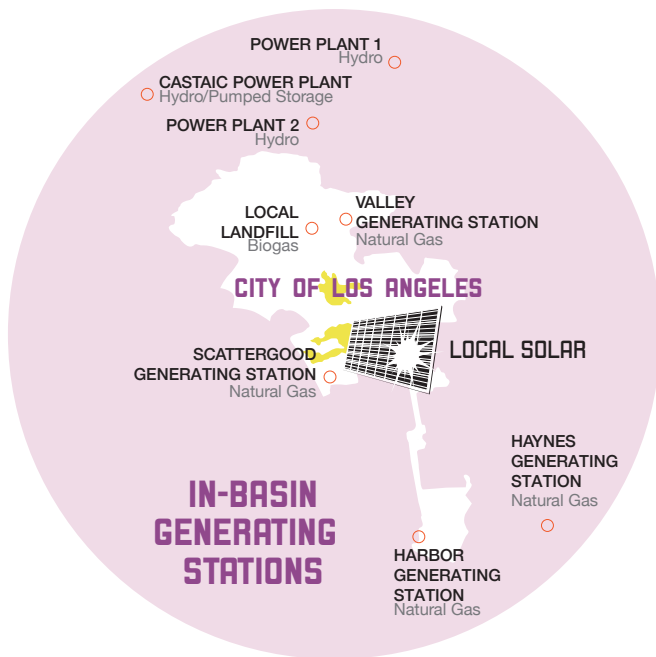 POWER PLANT 1
Hydro
CASTAIC POWER PLANT
Hydro/Pumped Storage
POWER PLANT 2
Hydro
LOCAL
LANDFILL
Biogas
VALLEY
GENERATING STATION
Natural Gas
CITY OF LOS ANGELES
LOCAL SOLAR
SCATTERGOOD
GENERATING STATION
Natural Gas
HAYNES
GENERATING
STATION
Natural Gas
IN-BASIN
GENERATING
STATIONS
HARBOR
GENERATING
STATION
Natural Gas